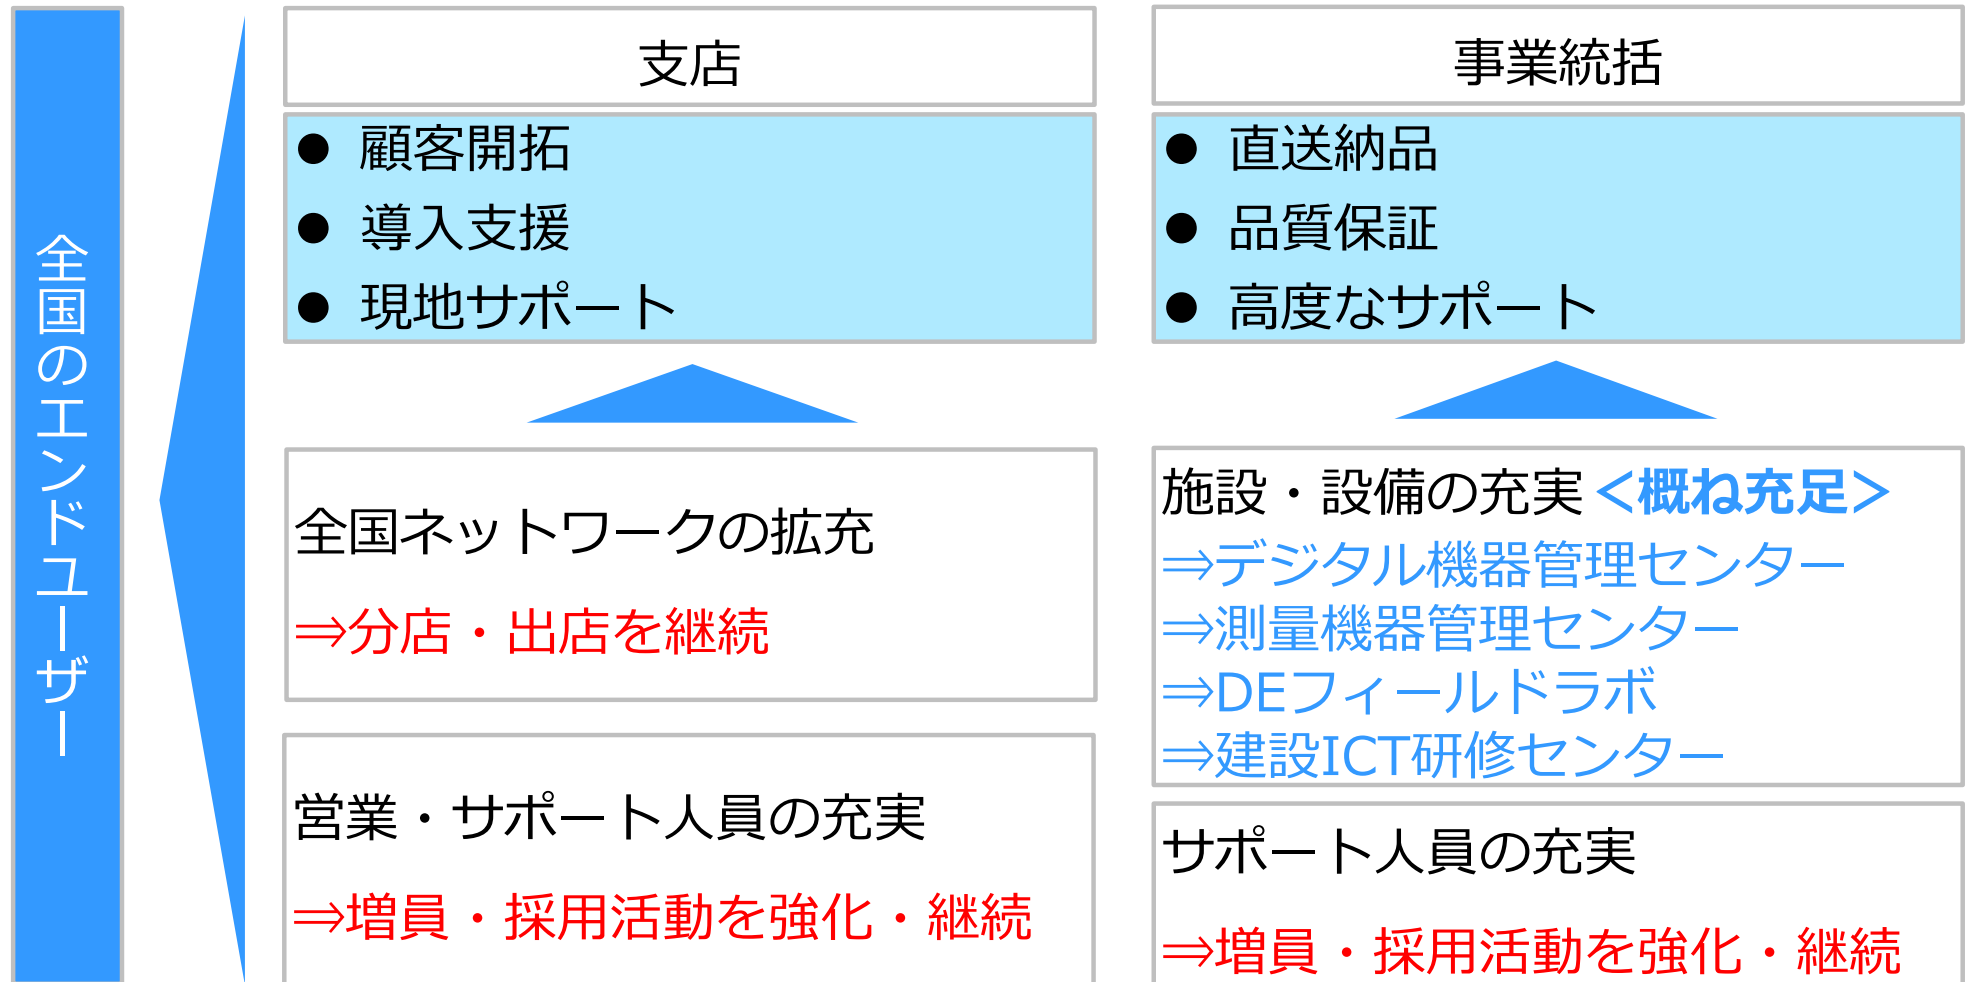 全国のエンドユーザー
支店
● 顧客開拓
● 導入支援
● 現地サポート
全国ネットワークの拡充
⇒分店・出店を継続
営業・サポート人員の充実
⇒増員・採用活動を強化・継続
事業統括
● 直送納品
● 品質保証
● 高度なサポート
施設・設備の充実<概ね充足>
⇒デジタル機器管理センター
⇒測量機器管理センター
⇒DEフィールドラボ
⇒建設ICT研修センター
サポート人員の充実
⇒増員・採用活動を強化・継続